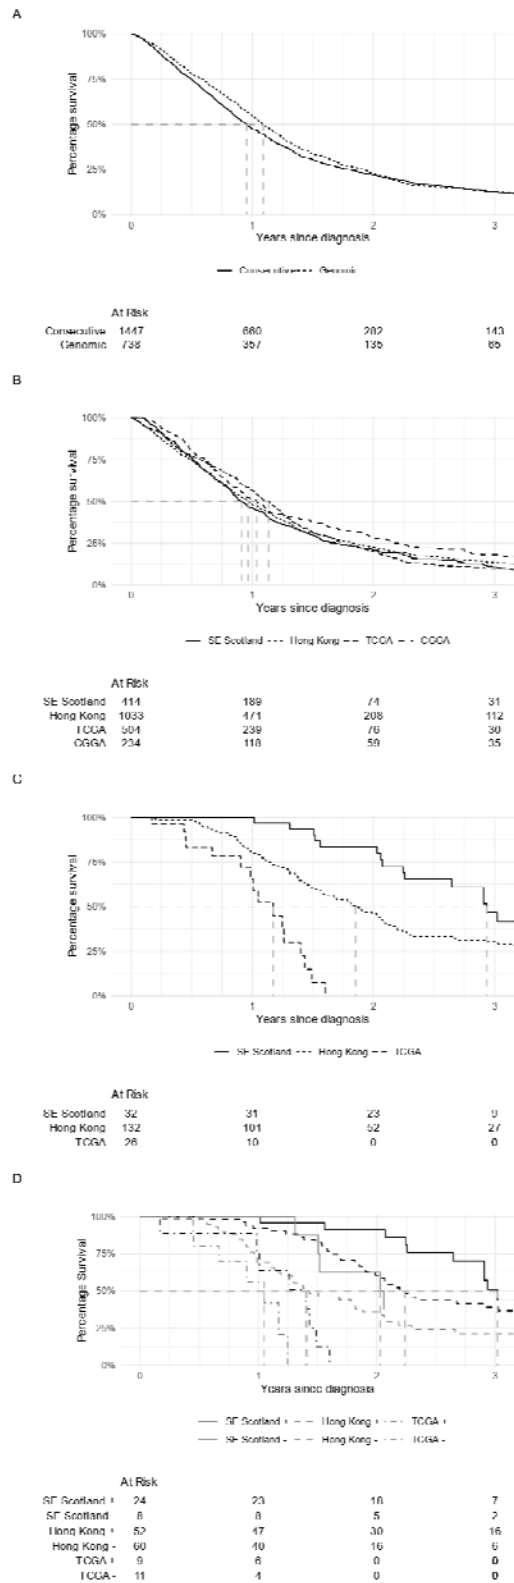 A
100%
75%
50%
25%
0%
Percentage survival
0 1 2 3
Years since diagnosis
Consecutive Genomic
At Risk
Consecutive 1447 660 282 143
Genomic 738 357 135 65
B
100%
75%
50%
25%
0%
Percentage survival
0 1 2 3
Years since diagnosis
SE Scotland Hong Kong TCGA CGGA
At Risk
SE Scotland 414 189 74 31
Hong Kong 1033 471 208 112
TCGA 504 239 76 30
CGGA 234 118 59 35
C
100%
75%
50%
25%
0%
Percentage survival
0 1 2 3
Years since diagnosis
SE Scotland Hong Kong TCGA
At Risk
SE Scotland 32 31 23 9
Hong Kong 132 101 52 27
TCGA 26 10 0 0
D
100%
75%
50%
25%
0%
Percentage Survival
0 1 2 3
Years since diagnosis
SE Scotland + Hong Kong + TCGA +
SE Scotland - Hong Kong - TCGA -
At Risk
SE Scotland + 24 23 18 7
SE Scotland 8 8 5 2
Hong Kong + 52 47 30 16
Hong Kong - 60 40 16 6
TCGA + 9 6 0 0
TCGA - 11 4 0 0